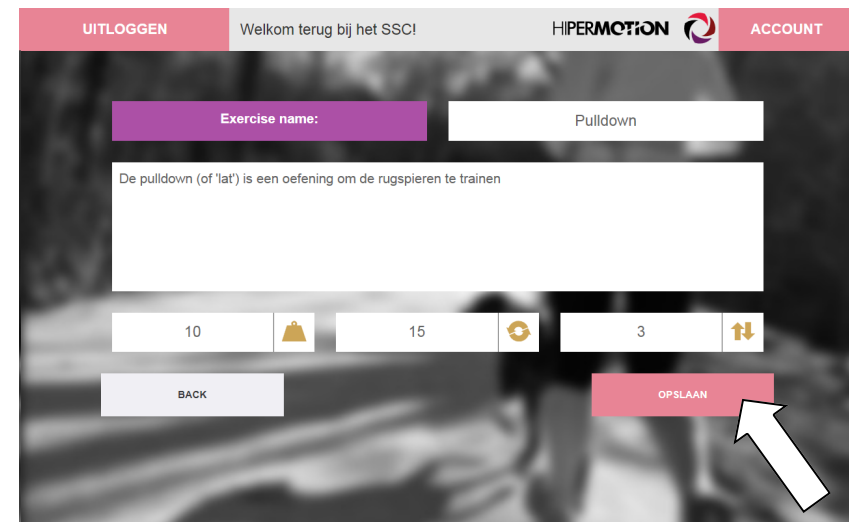 UITLOGGEN
Welkom terug bij het SSC!
HIPERMOTION
ACCOUNT
Exercise name:
Pulldown
De pulldown (of 'lat') is een oefening om de rugspieren te trainen
10
15
3
BACK
OPSLAAN